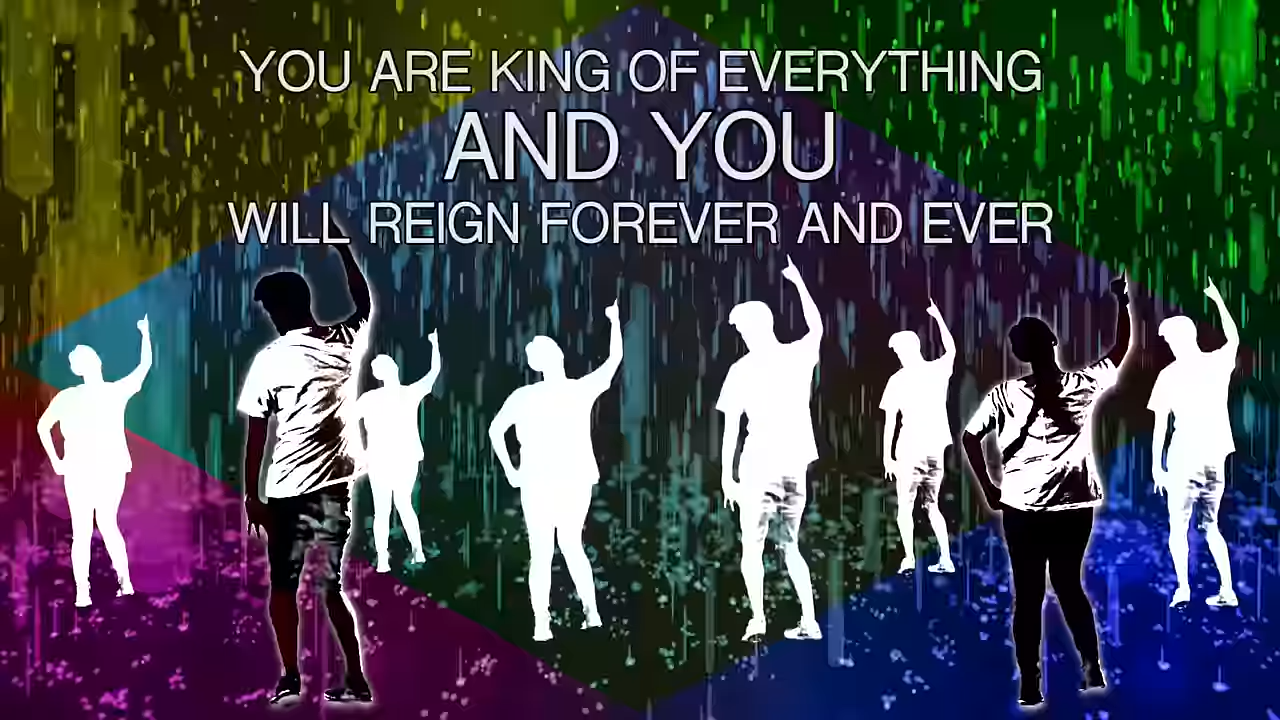 YOU ARE KING OF EVERYTHING
AND YOU
WILL REIGN FOREVER AND EVER